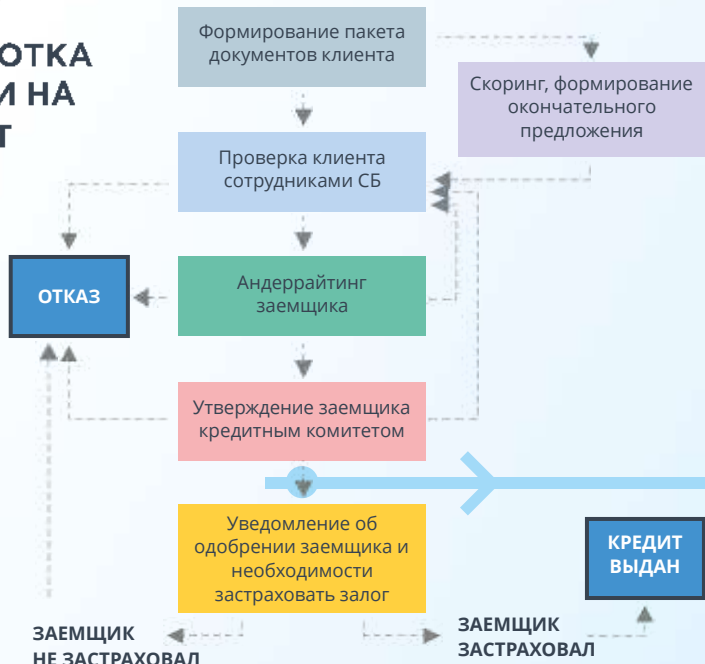 ОТКА
И НА
Т
Формирование пакета
документов клиента
Скоринг, формирование
окончательного
предложения
Проверка клиента
сотрудниками СБ
ОТКАЗ
Андеррайтинг
заемщика
Утверждение заемщика
кредитным комитетом
Уведомление об
одобрении заемщика и
необходимости
застраховать залог
КРЕДИТ
ВЫДАН
ЗАЕМЩИК
НЕ ЗАСТРАХОВАЛ
ЗАЕМЩИК
ЗАСТРАХОВАЛ